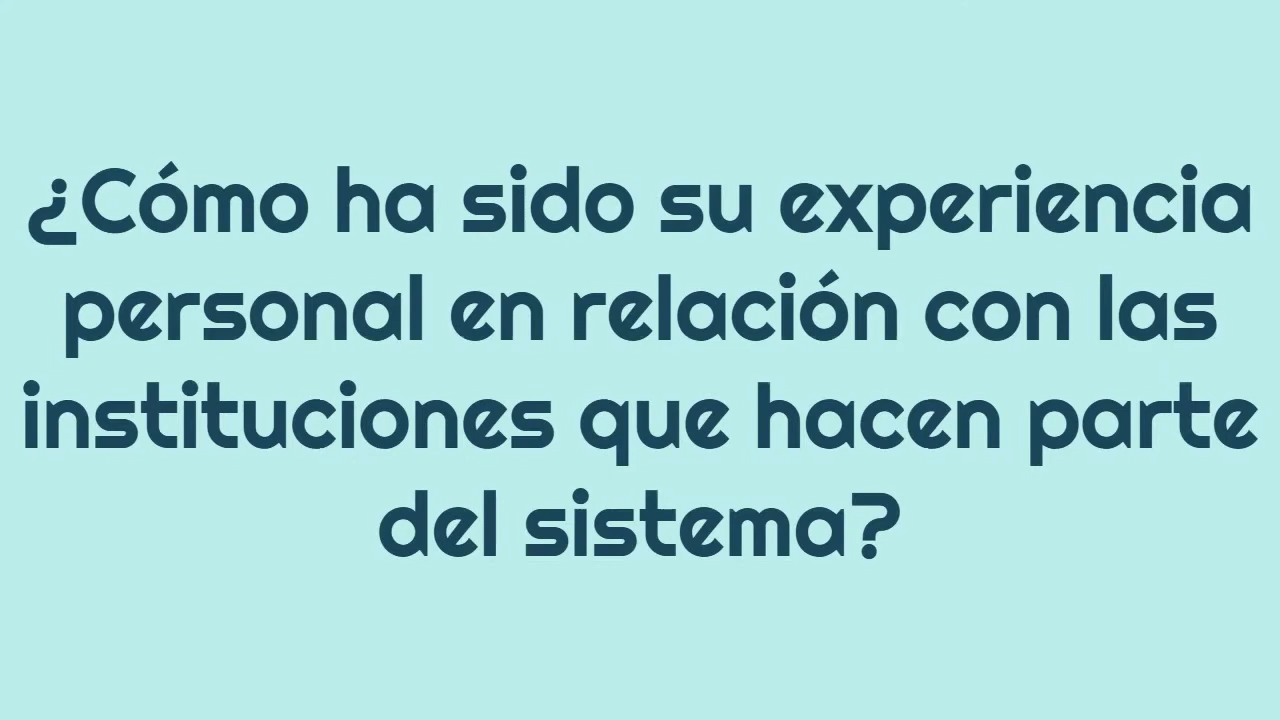 ¿Cómo ha sido su experiencia
personal en relación con las
instituciones que hacen parte
del sistema?